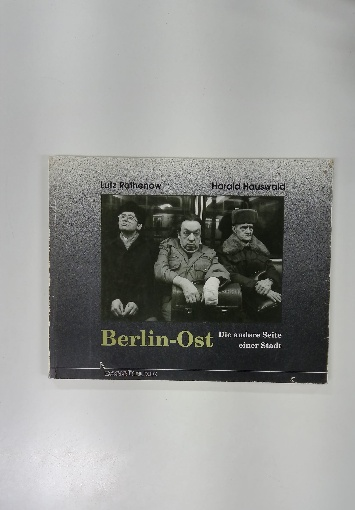 Lutz Rathenow
Harald Hauswald
Berlin-Ost
Die andere Seite
einer Stadt